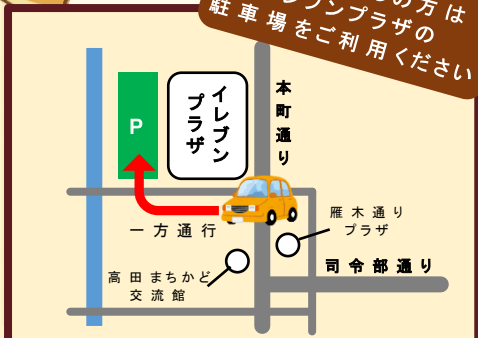 の方は
ンプラザの
駐車場をご利用ください
P
イレブン
プラザ
本町通り
雁木通り
プラザ
一方通行
司令部通り
高田まちかど
交流館